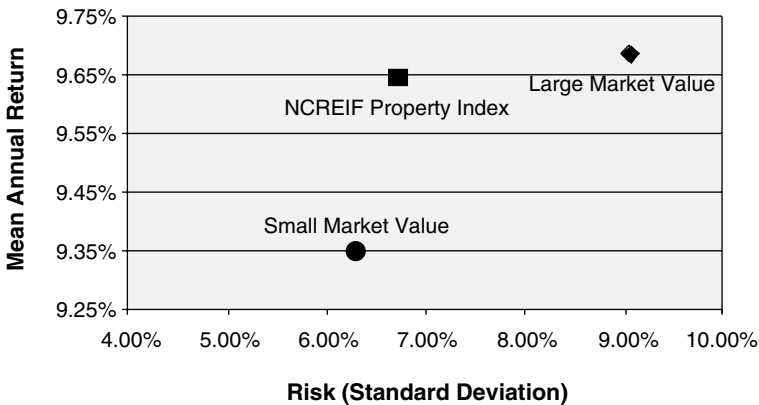 9.75%
9.65%
9.55%
9.45%
9.35%
9.25%
Mean Annual Return
Large Market Value
NCREIF Property Index
Small Market Value
4.00% 5.00% 6.00% 7.00% 8.00% 9.00% 10.00%
Risk (Standard Deviation)